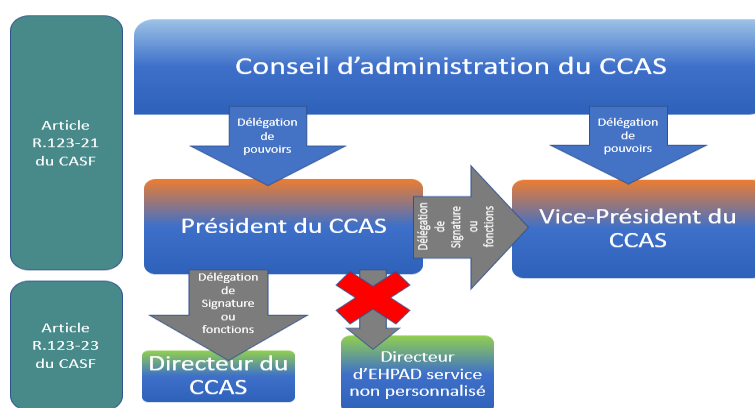 Conseil d’administration du CCAS
Article
R.123-21
du CASF
Délégation
de
pouvoirs
Délégation
de
pouvoirs
Président du CCAS
Délégation
de
Signature
ou
fonctions
Vice-Président du
CCAS
Délégation
de
Signature
ou
fonctions
Article
R.123-23
du CASF
Directeur du
CCAS
Directeur
d’EHPAD service
non personnalisé